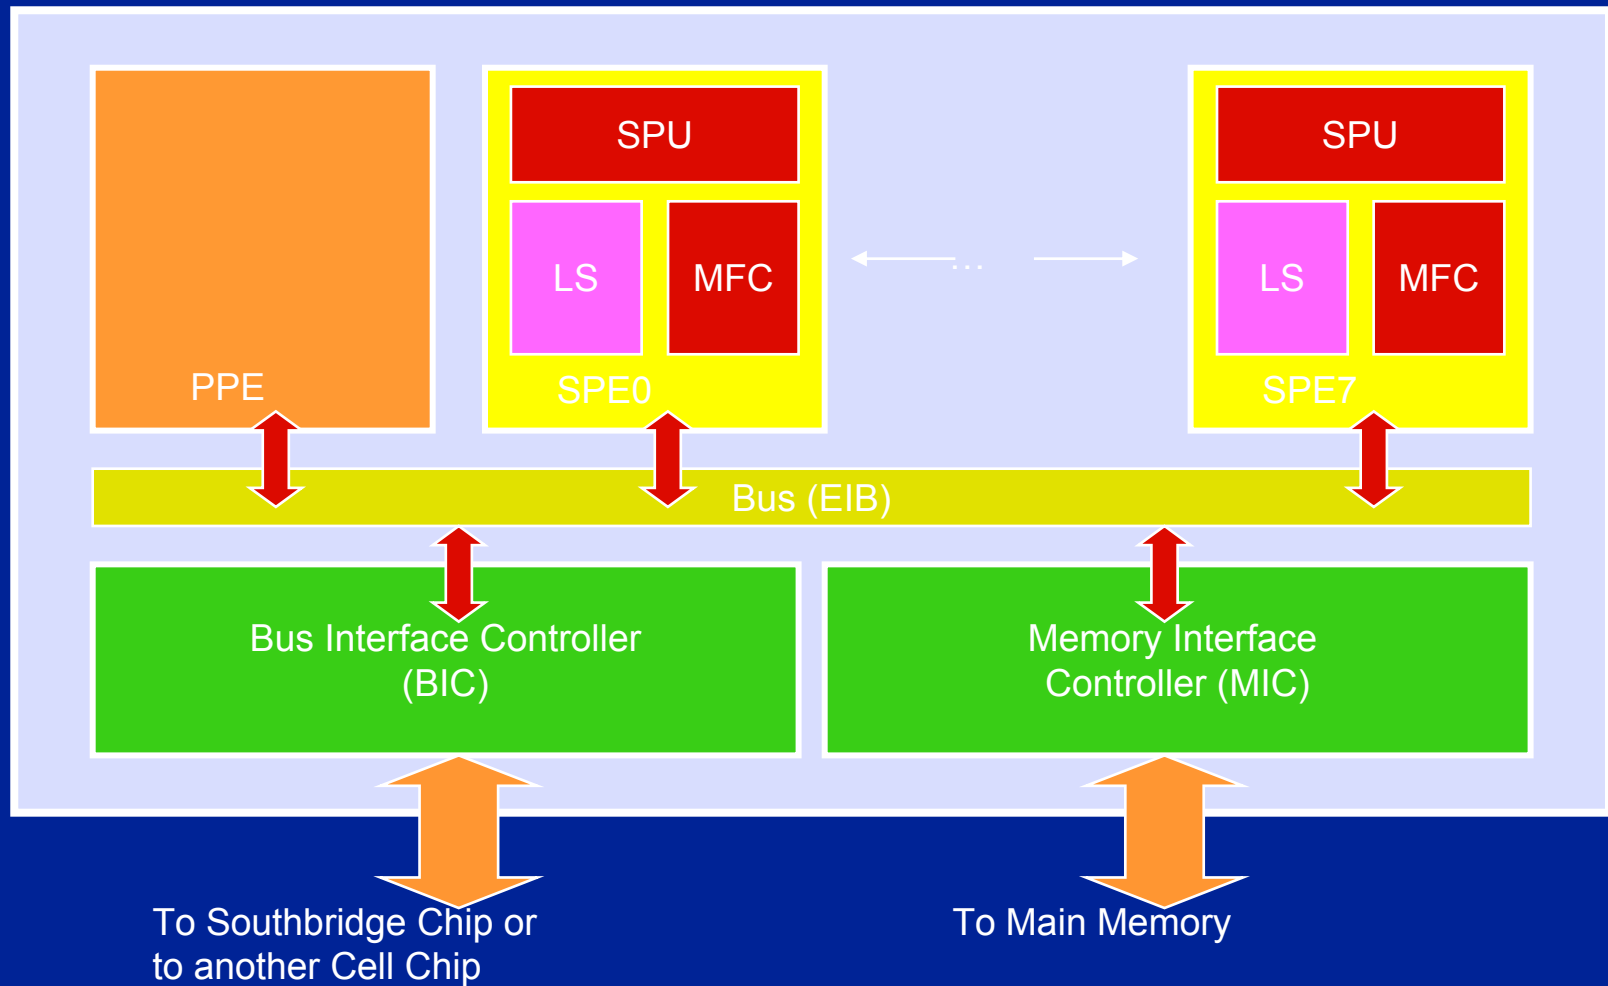 SPU
SPU
LS
MFC
...
LS
MFC
PPE
SPE0
SPE7
Bus (EIB)
Bus Interface Controller
(BIC)
Memory Interface
Controller (MIC)
To Southbridge Chip or
to another Cell Chip
To Main Memory